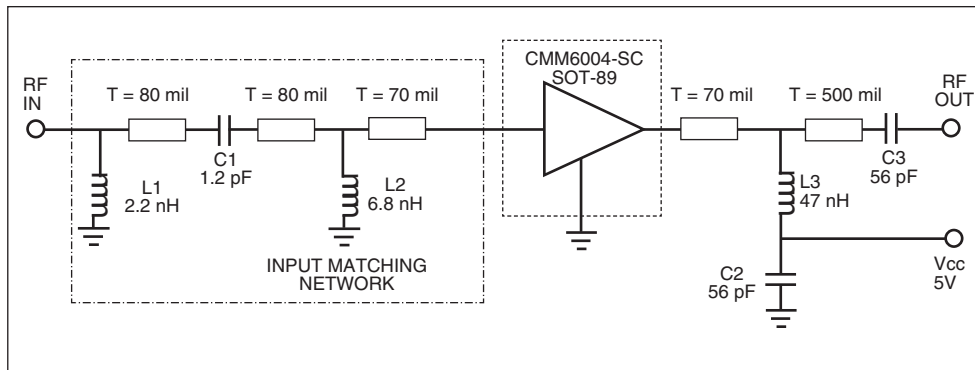 CMM6004-SC
SOT-89
RF
IN
T = 80 mil
T = 80 mil
T = 70 mil
T = 70 mil
T = 500 mil
RF
OUT
C1
1.2 pF
C3
56 pF
L1
2.2 nH
L2
6.8 nH
L3
47 nH
INPUT MATCHING
NETWORK
C2
56 pF
Vcc
5V